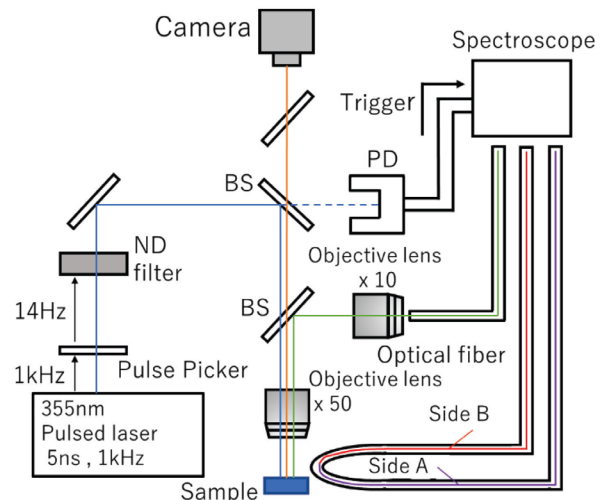 Camera
Spectroscope
Trigger
PD
BS
ND
filter
Objective lens
x 10
14Hz
BS
Optical fiber
Pulse Picker
1kHz
Objective lens
x 50
355nm
Pulsed laser
5ns , 1kHz
Side B
Side A
Sample